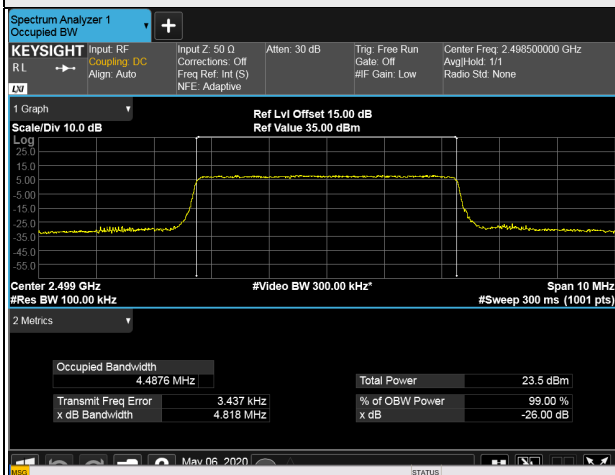 Spectrum Analyzer 1
Occupied BW
+
KEYSIGHT Input: RF Input Z: 50 Ω Atten: 30 dB Trig: Free Run Center Freq: 2.498500000 GHz
RL Coupling: DC Corrections: Off Gate: Off Avg|Hold: 1/1
Align: Auto Freq Ref: Int (S) #IF Gain: Low Radio Std: None
LXI NFE: Adaptive
1 Graph Ref Lvl Offset 15.00 dB
Scale/Div 10.0 dB Ref Value 35.00 dBm
Log
25.0
15.0
5.00
-5.00
-15.0
-25.0
-35.0
-45.0
-55.0
Center 2.499 GHz #Video BW 300.00 kHz* Span 10 MHz
#Res BW 100.00 kHz #Sweep 300 ms (1001 pts)
2 Metrics
Occupied Bandwidth
4.4876 MHz Total Power 23.5 dBm
Transmit Freq Error 3.437 kHz % of OBW Power 99.00 %
x dB Bandwidth 4.818 MHz x dB -26.00 dB
May 06, 2020
MSG STATUS